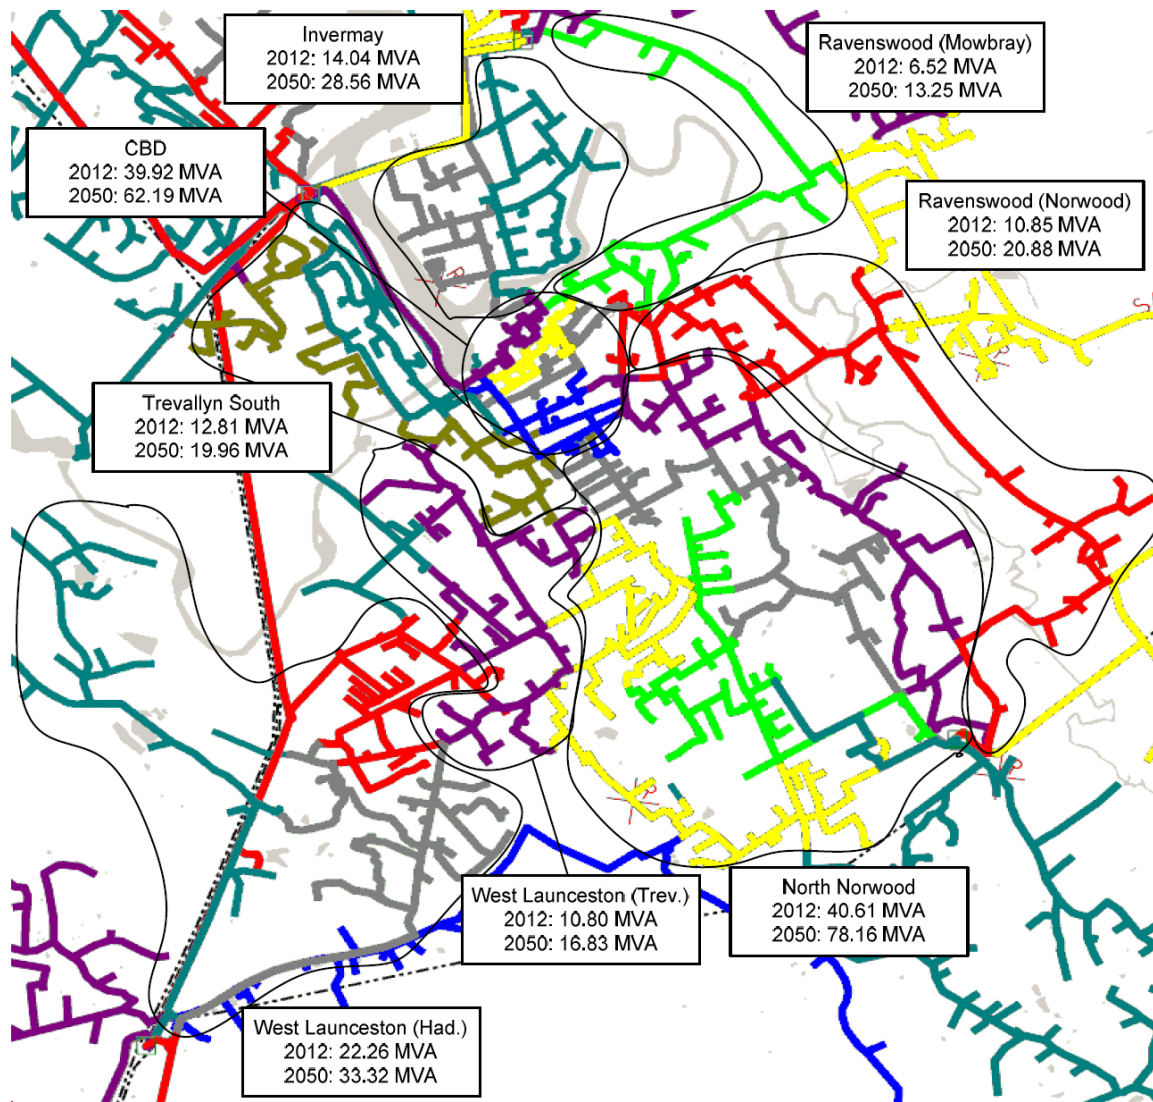 Invermay
2012: 14.04 MVA
2050: 28.56 MVA
Ravenswood (Mowbray)
2012: 6.52 MVA
2050: 13.25 MVA
CBD
2012: 39.92 MVA
2050: 62.19 MVA
Ravenswood (Norwood)
2012: 10.85 MVA
2050: 20.88 MVA
Trevallyn South
2012: 12.81 MVA
2050: 19.96 MVA
West Launceston (Trev.)
2012: 10.80 MVA
2050: 16.83 MVA
North Norwood
2012: 40.61 MVA
2050: 78.16 MVA
West Launceston (Had.)
2012: 22.26 MVA
2050: 33.32 MVA